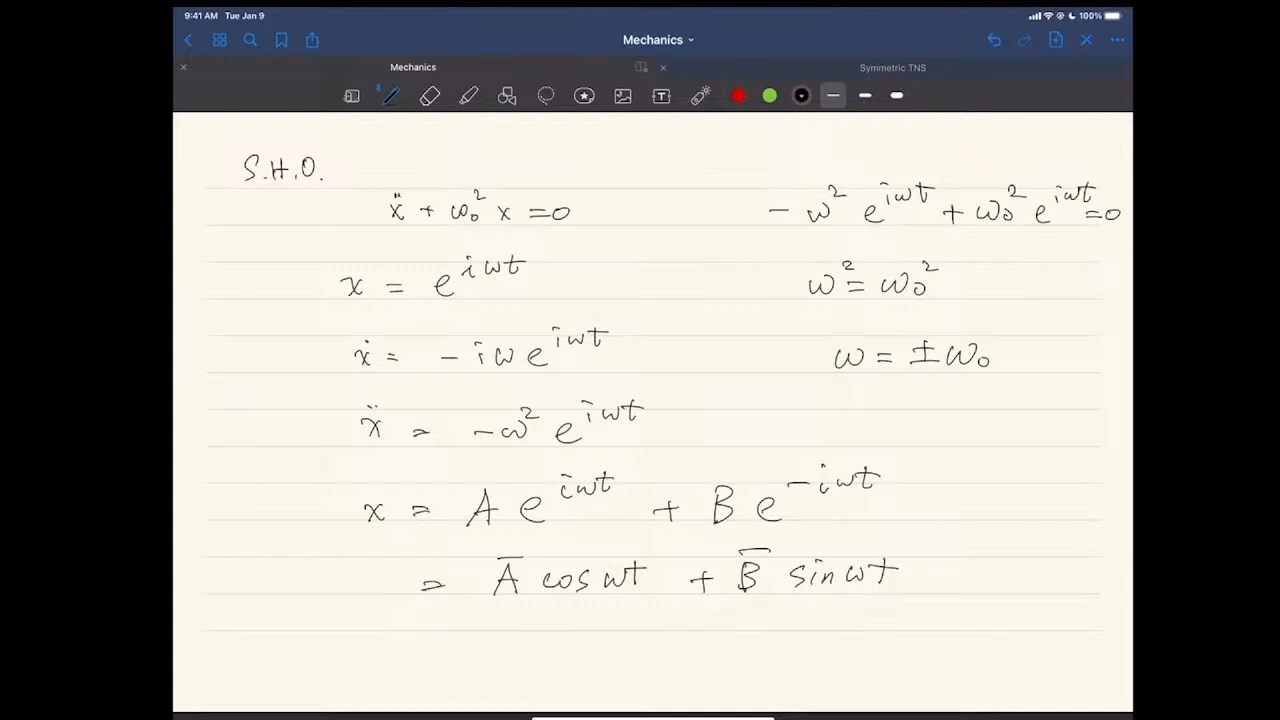 9:41 AM Tue Jan 9
100%
Mechanics
Mechanics
Symmetric TNS
S.H.O.
ẍ + ω₀² x = 0
- ω² e^{iωt} + ω₀² e^{iωt} = 0
x = e^{iωt}
ω² = ω₀²
ẋ = - iω e^{iωt}
ω = ± ω₀
ẍ = - ω² e^{iωt}
x = A e^{iωt} + B e^{-iωt}
= A̅ cos ωt + B̅ sin ωt